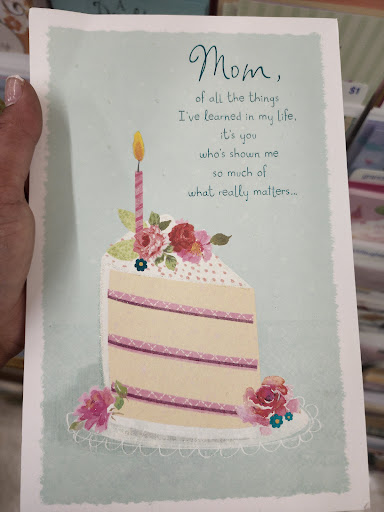 Mom,
of all the things
I've learned in my life,
it's you
who's shown me
so much of
what really matters...
$1